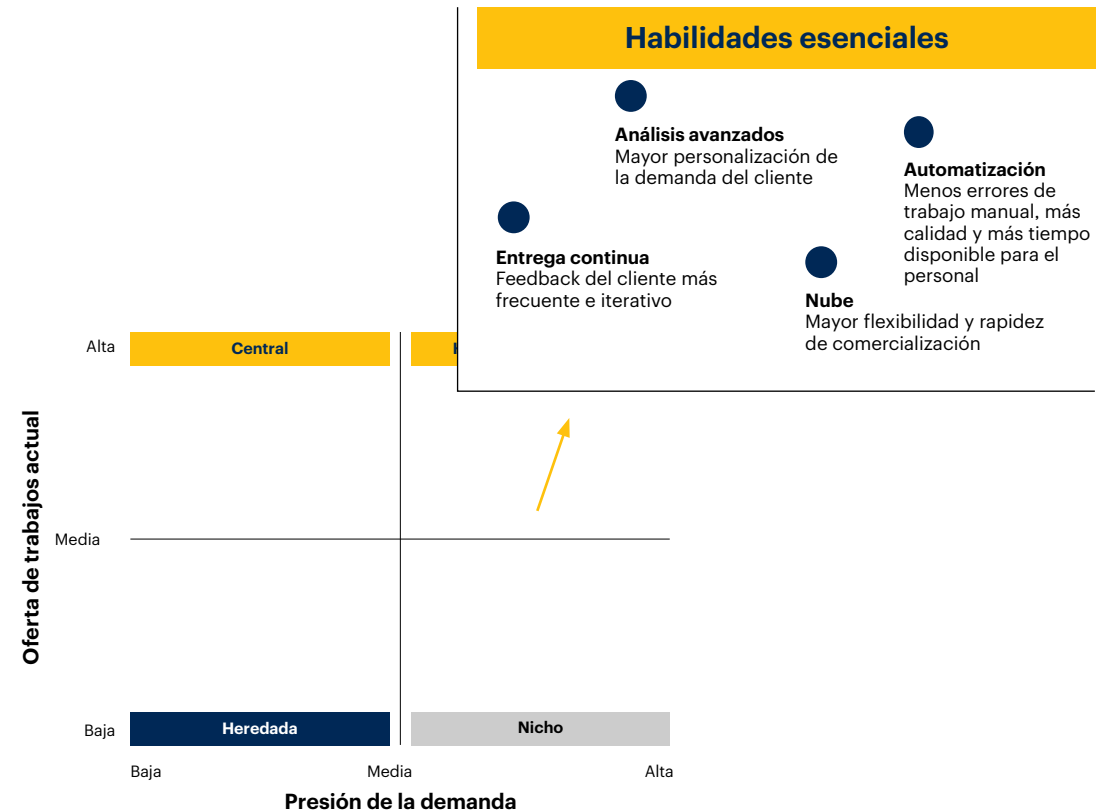 Habilidades esenciales
Análisis avanzados
Mayor personalización de
la demanda del cliente
Automatización
Menos errores de
trabajo manual, más
calidad y más tiempo
disponible para el
personal
Entrega continua
Feedback del cliente más
frecuente e iterativo
Nube
Mayor flexibilidad y rapidez
de comercialización
Alta
Central
Oferta de trabajos actual
Media
Baja
Heredada
Nicho
Baja
Media
Alta
Presión de la demanda